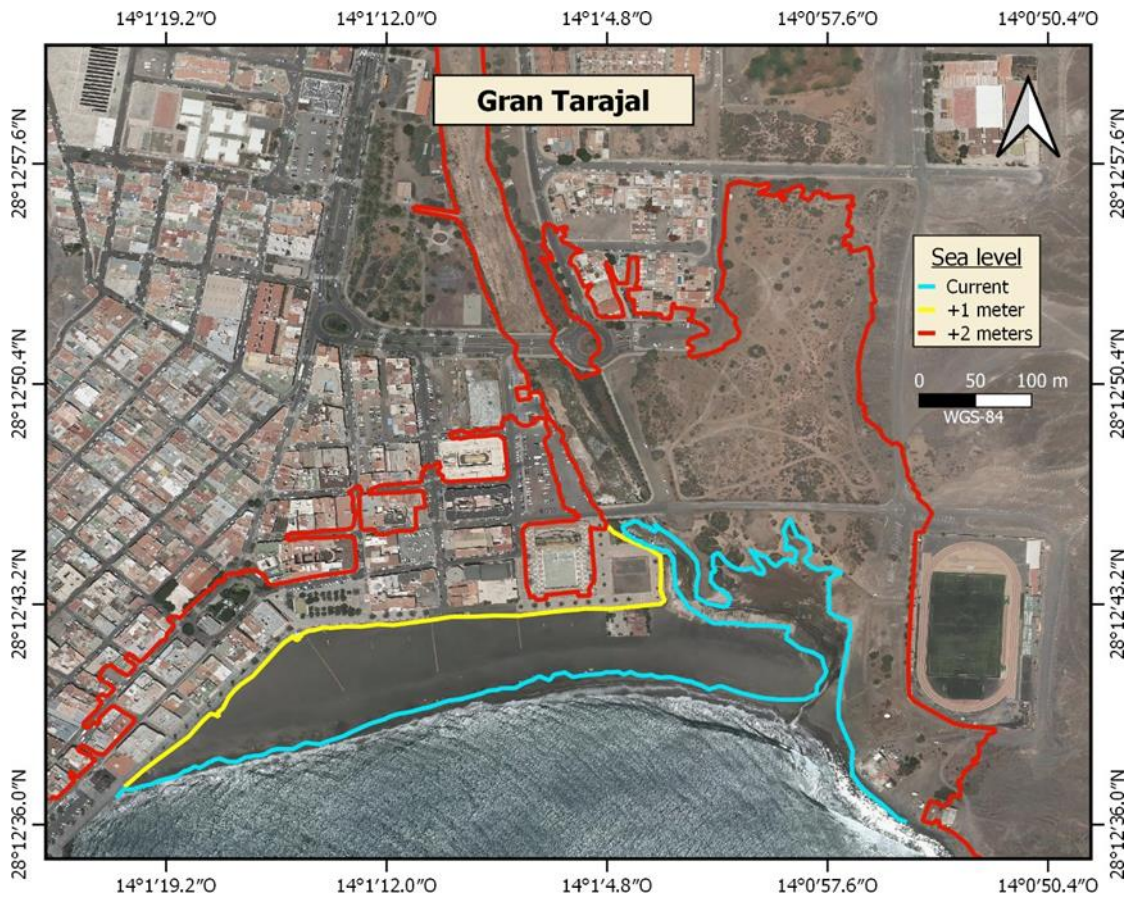 14°1'19.2"O 14°1'12.0"O 14°1'4.8"O 14°0'57.6"O 14°0'50.4"O
Gran Tarajal
28°12'57.6"N 28°12'57.6"N
Sea level
Current
+1 meter
+2 meters
28°12'50.4"N 28°12'50.4"N
0 50 100 m
WGS-84
28°12'43.2"N 28°12'43.2"N
28°12'36.0"N 28°12'36.0"N
14°1'19.2"O 14°1'12.0"O 14°1'4.8"O 14°0'57.6"O 14°0'50.4"O